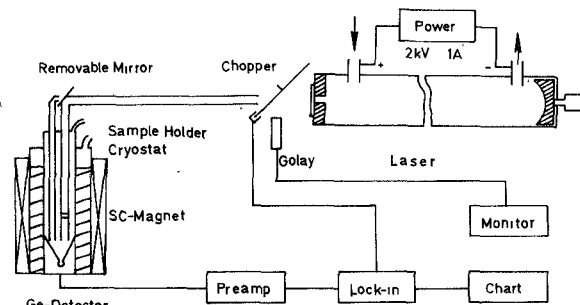 Power
+ 2kV 1A -
Removable Mirror
Chopper
Sample Holder
Cryostat
Golay
Laser
SC-Magnet
Monitor
Preamp
Lock-in
Chart
Ge-Detector